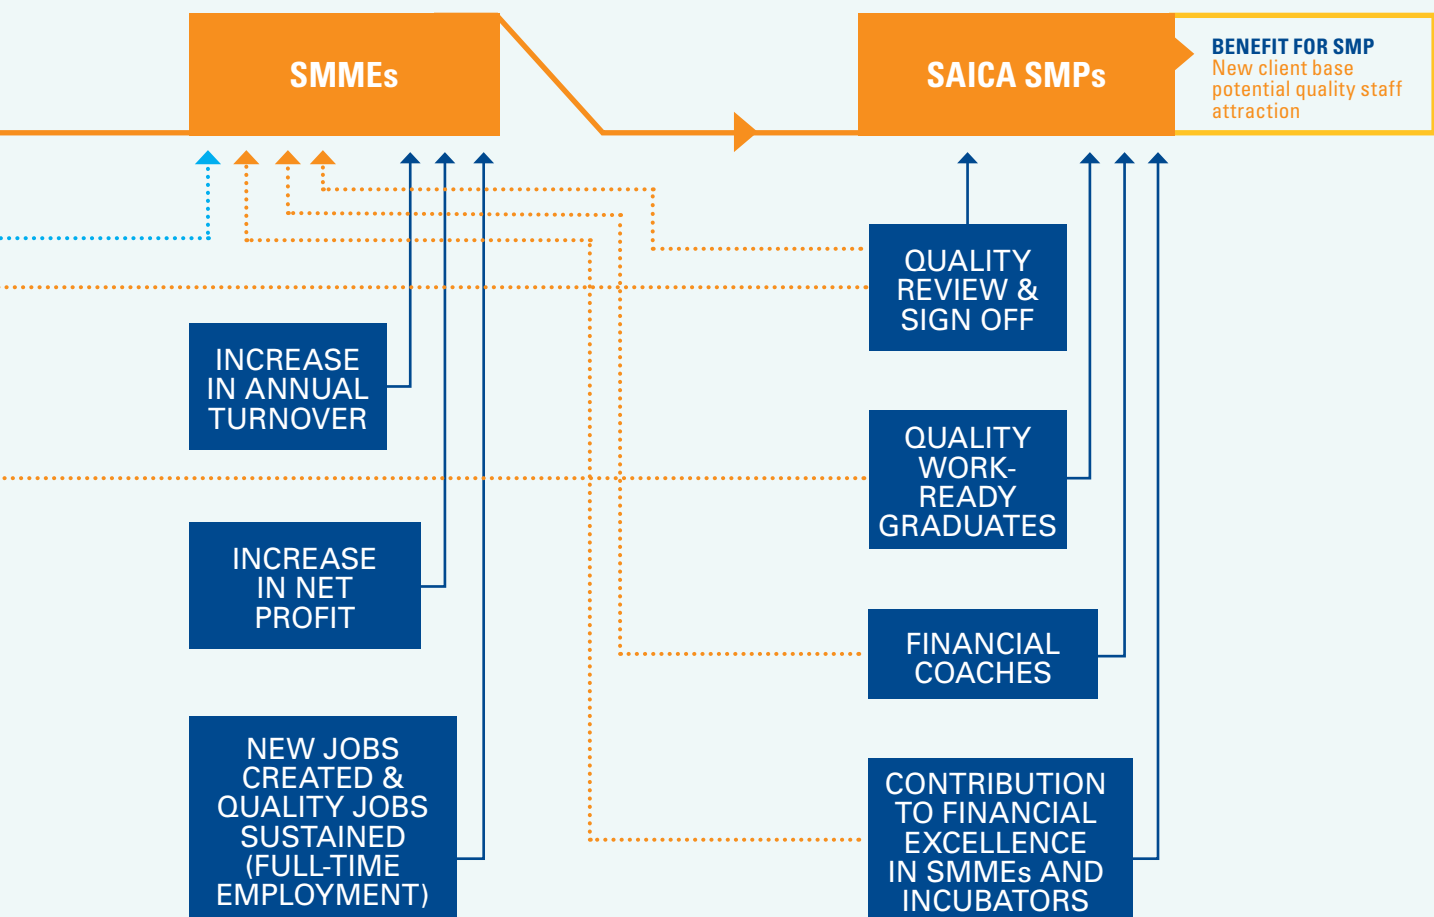 SMMEs
SAICA SMPs
BENEFIT FOR SMP
New client base
potential quality staff
attraction
QUALITY
REVIEW &
SIGN OFF
INCREASE
IN ANNUAL
TURNOVER
QUALITY
WORK-
READY
GRADUATES
INCREASE
IN NET
PROFIT
FINANCIAL
COACHES
NEW JOBS
CREATED &
QUALITY JOBS
SUSTAINED
(FULL-TIME
EMPLOYMENT)
CONTRIBUTION
TO FINANCIAL
EXCELLENCE
IN SMMEs AND
INCUBATORS